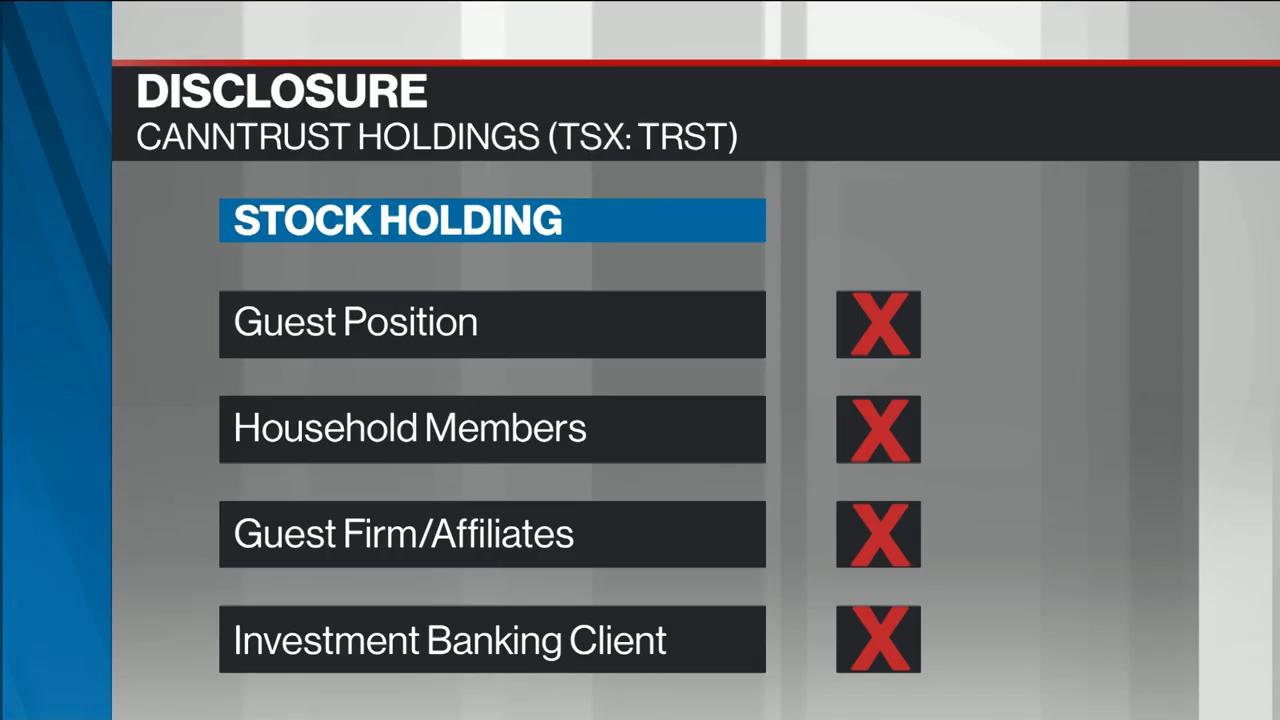 DISCLOSURE
CANNTRUST HOLDINGS (TSX: TRST)
STOCK HOLDING
Guest Position X
Household Members X
Guest Firm/Affiliates X
Investment Banking Client X